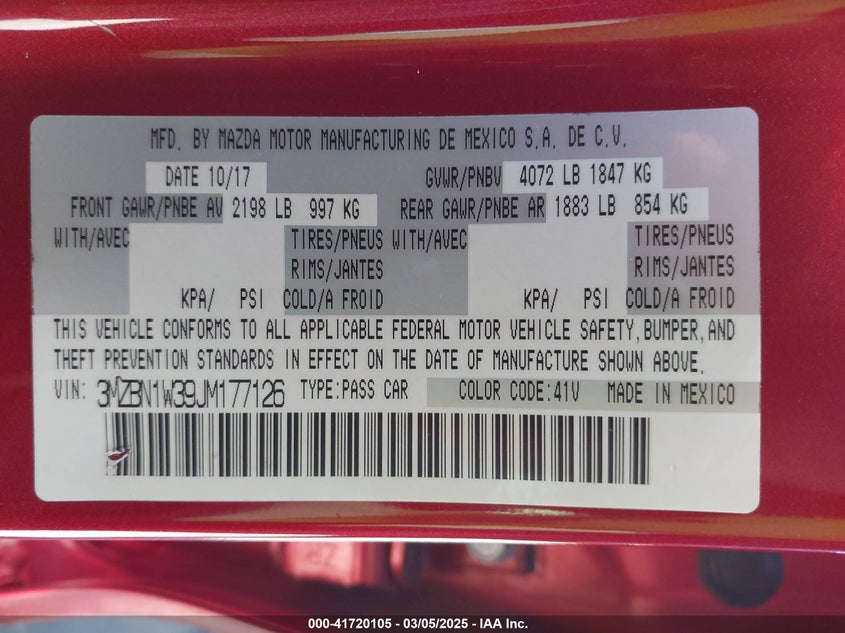 MFD. BY MAZDA MOTOR MANUFACTURING DE MEXICO S.A. DE C.V.
DATE 10/17 GVWR/PNBV 4072 LB 1847 KG
FRONT GAWR/PNBE AV 2198 LB 997 KG REAR GAWR/PNBE AR 1883 LB 854 KG
WITH/AVEC TIRES/PNEUS WITH/AVEC TIRES/PNEUS
RIMS/JANTES RIMS/JANTES
KPA/ PSI COLD/A FROID KPA/ PSI COLD/A FROID
THIS VEHICLE CONFORMS TO ALL APPLICABLE FEDERAL MOTOR VEHICLE SAFETY, BUMPER, AND
THEFT PREVENTION STANDARDS IN EFFECT ON THE DATE OF MANUFACTURE SHOWN ABOVE.
VIN: 3MZBN1W39JM177126 TYPE:PASS CAR COLOR CODE:41V MADE IN MEXICO
000-41720105 - 03/05/2025 - IAA Inc.